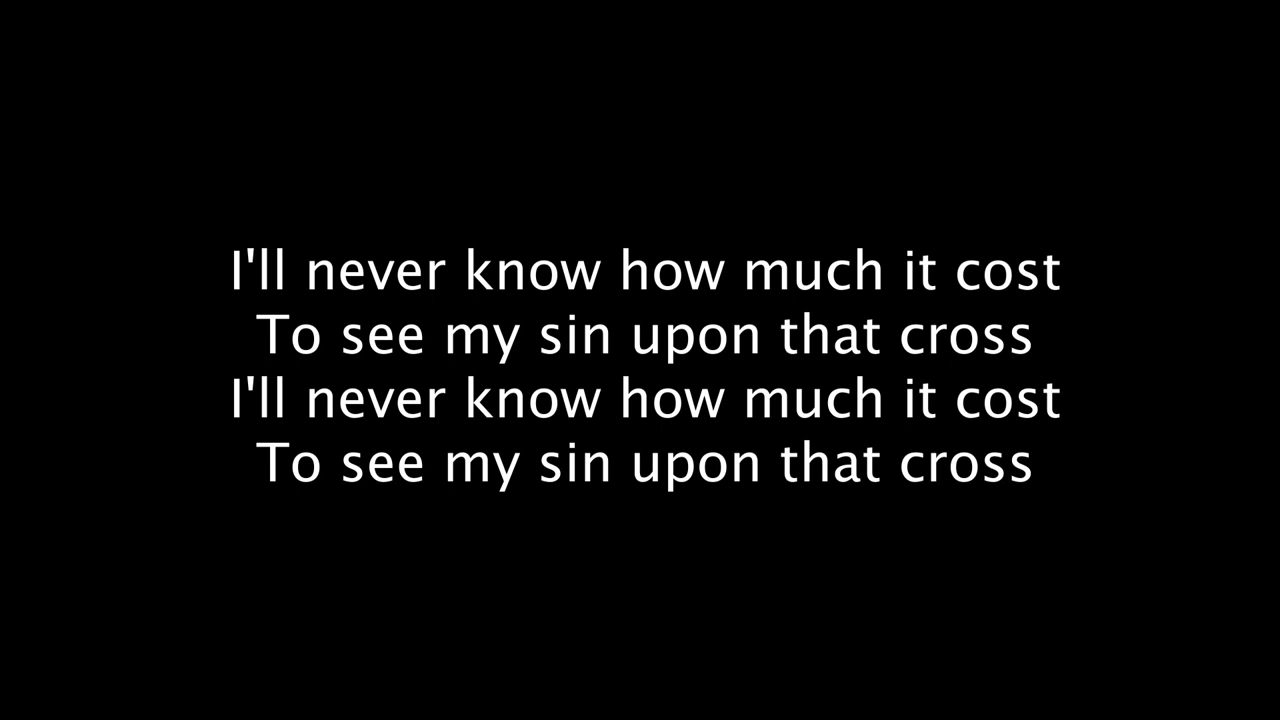 I'll never know how much it cost
To see my sin upon that cross
I'll never know how much it cost
To see my sin upon that cross